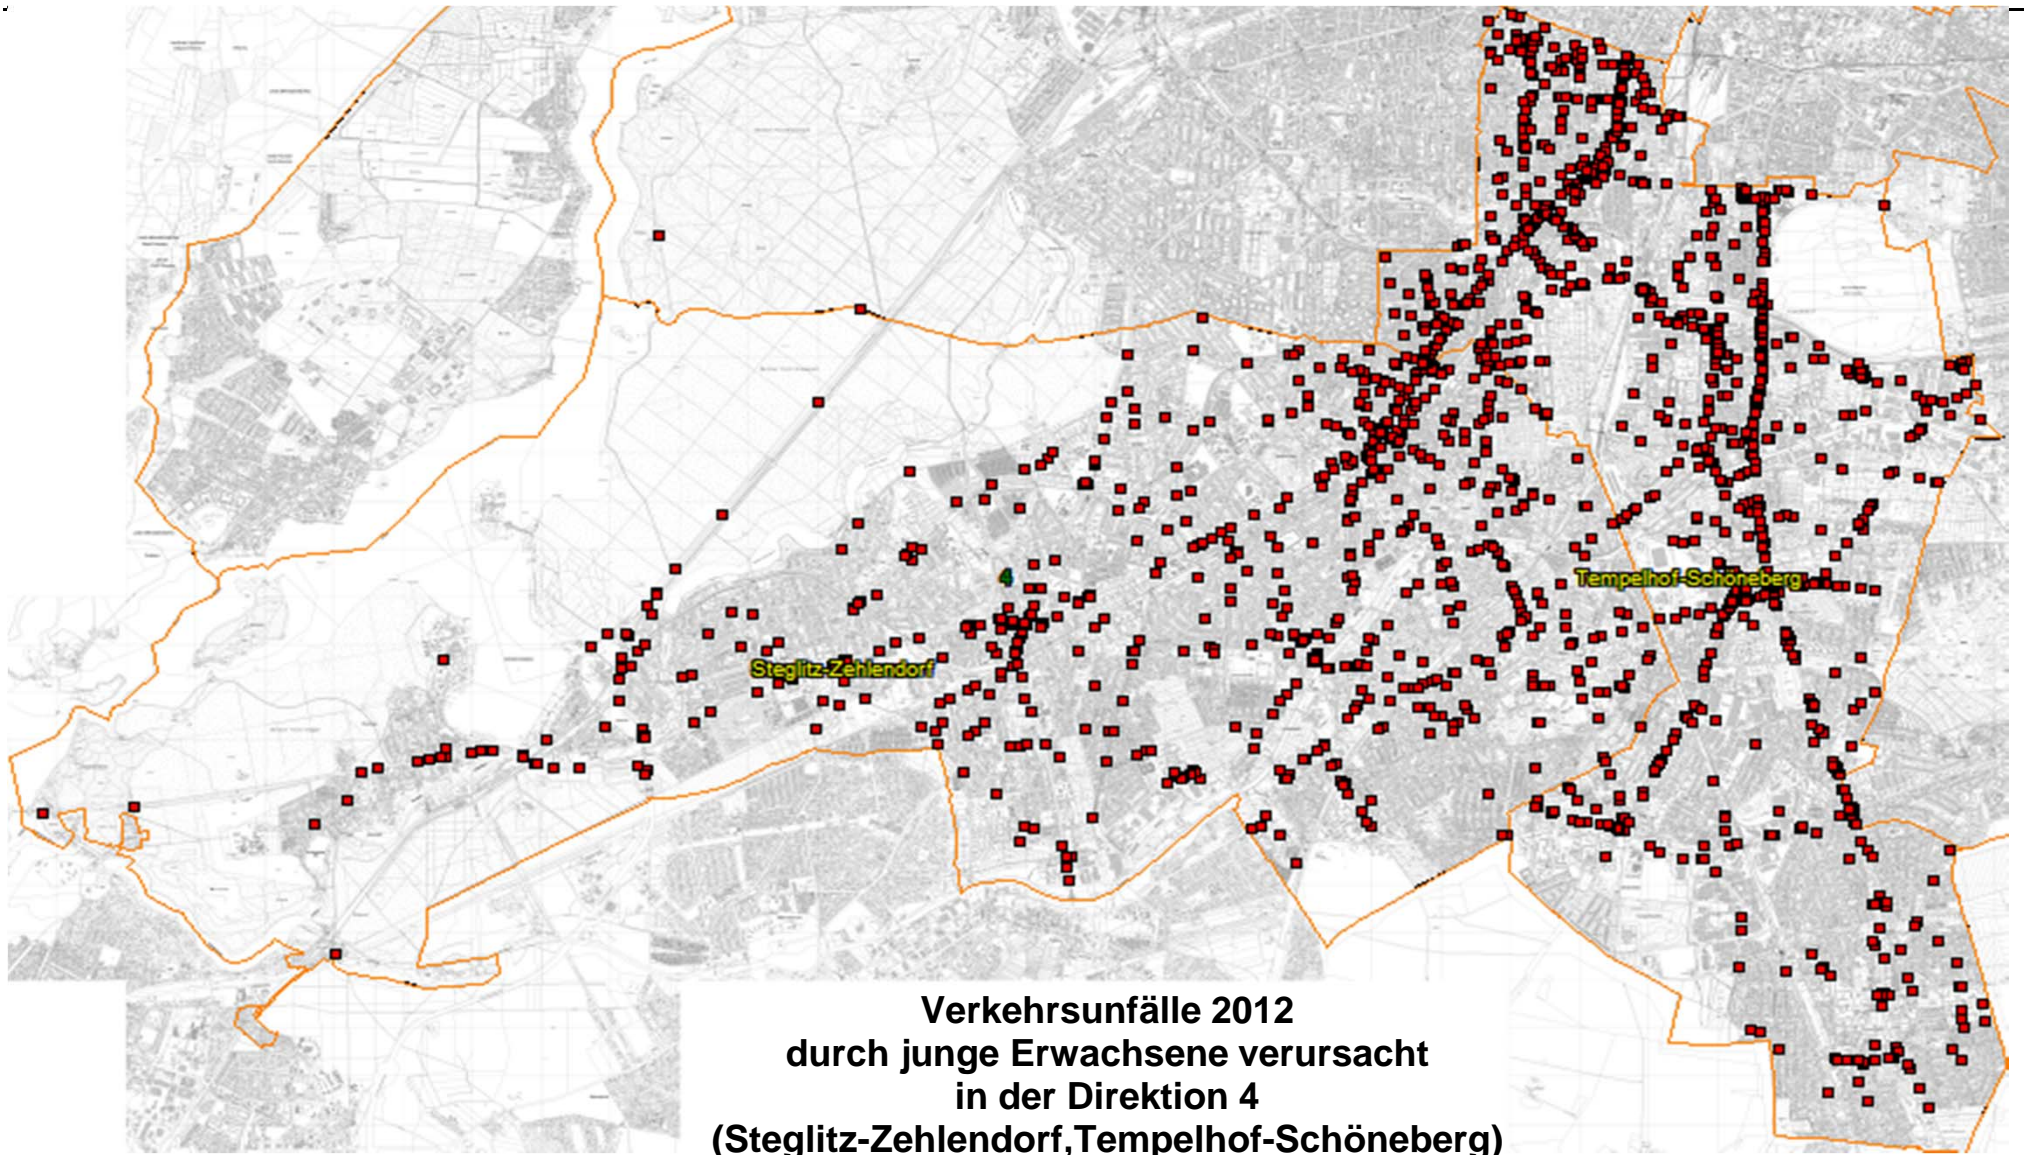 4
Tempelhof-Schöneberg
Steglitz-Zehlendorf
Verkehrsunfälle 2012
durch junge Erwachsene verursacht
in der Direktion 4
(Steglitz-Zehlendorf,Tempelhof-Schöneberg)